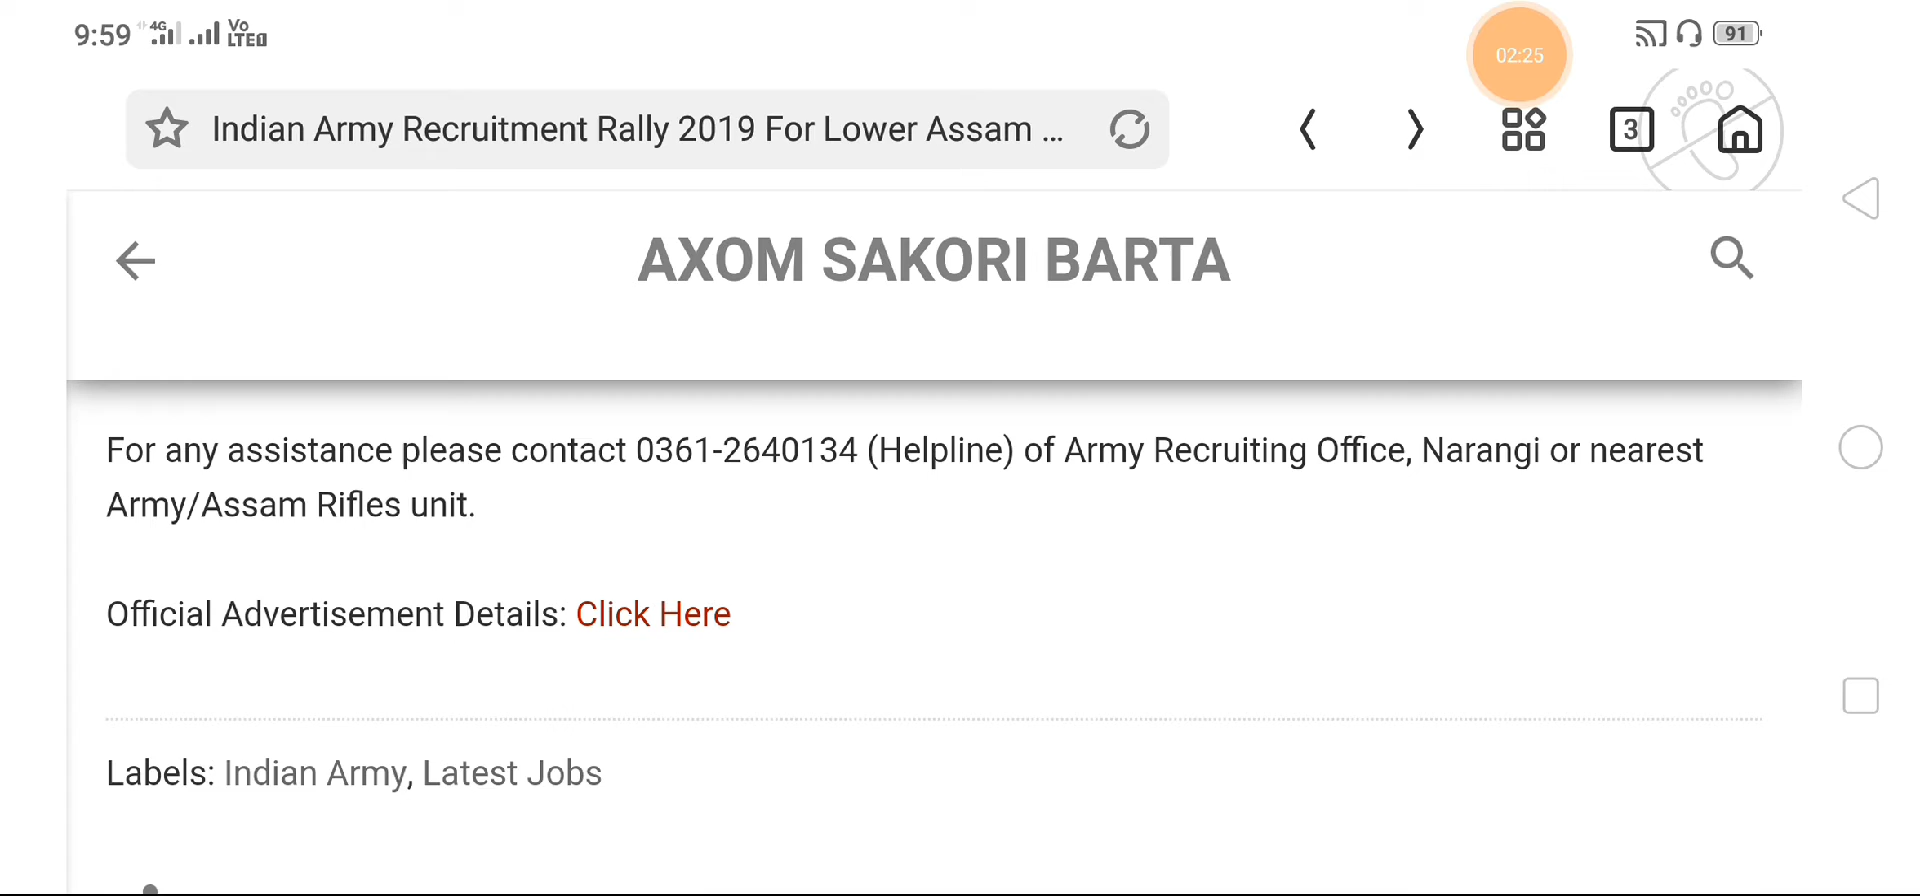 9:59 4G Vo LTE 02:25 91
Indian Army Recruitment Rally 2019 For Lower Assam ... 3
AXOM SAKORI BARTA
For any assistance please contact 0361-2640134 (Helpline) of Army Recruiting Office, Narangi or nearest
Army/Assam Rifles unit.
Official Advertisement Details: Click Here
Labels: Indian Army, Latest Jobs